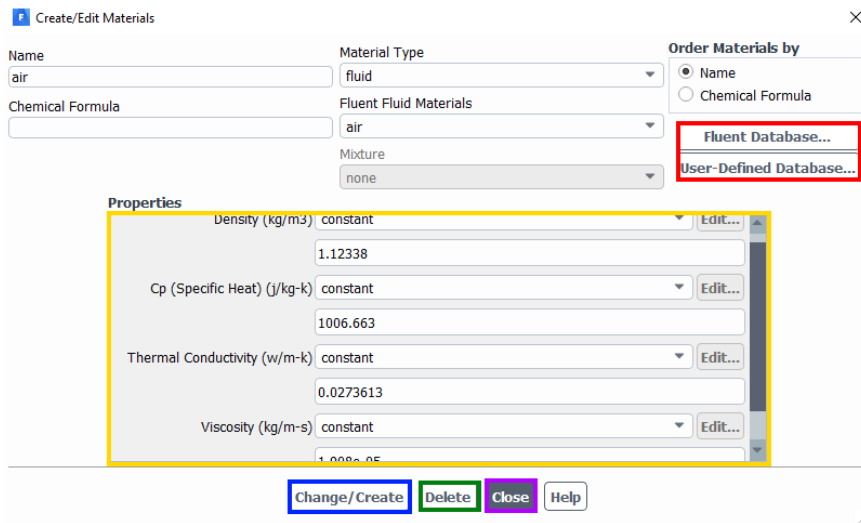 Create/Edit Materials
Name
air
Chemical Formula
Material Type
fluid
Fluent Fluid Materials
air
Mixture
none
Order Materials by
Name
Chemical Formula
Fluent Database...
User-Defined Database...
Properties
Density (kg/m3) constant Edit...
1.12338
Cp (Specific Heat) (j/kg-k) constant Edit...
1006.663
Thermal Conductivity (w/m-k) constant Edit...
0.0273613
Viscosity (kg/m-s) constant Edit...
Change/Create Delete Close Help